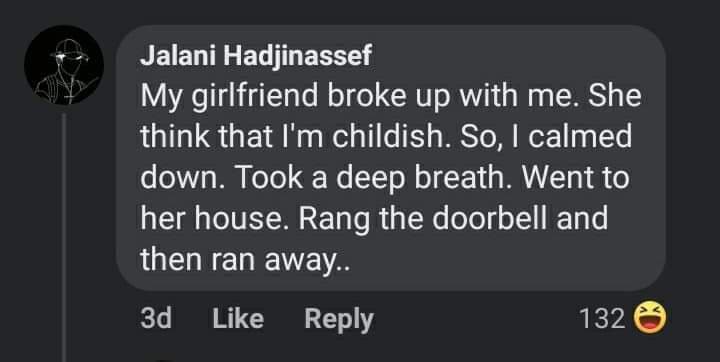 Jalani Hadjinassef
My girlfriend broke up with me. She
think that I'm childish. So, I calmed
down. Took a deep breath. Went to
her house. Rang the doorbell and
then ran away..
3d Like Reply 132